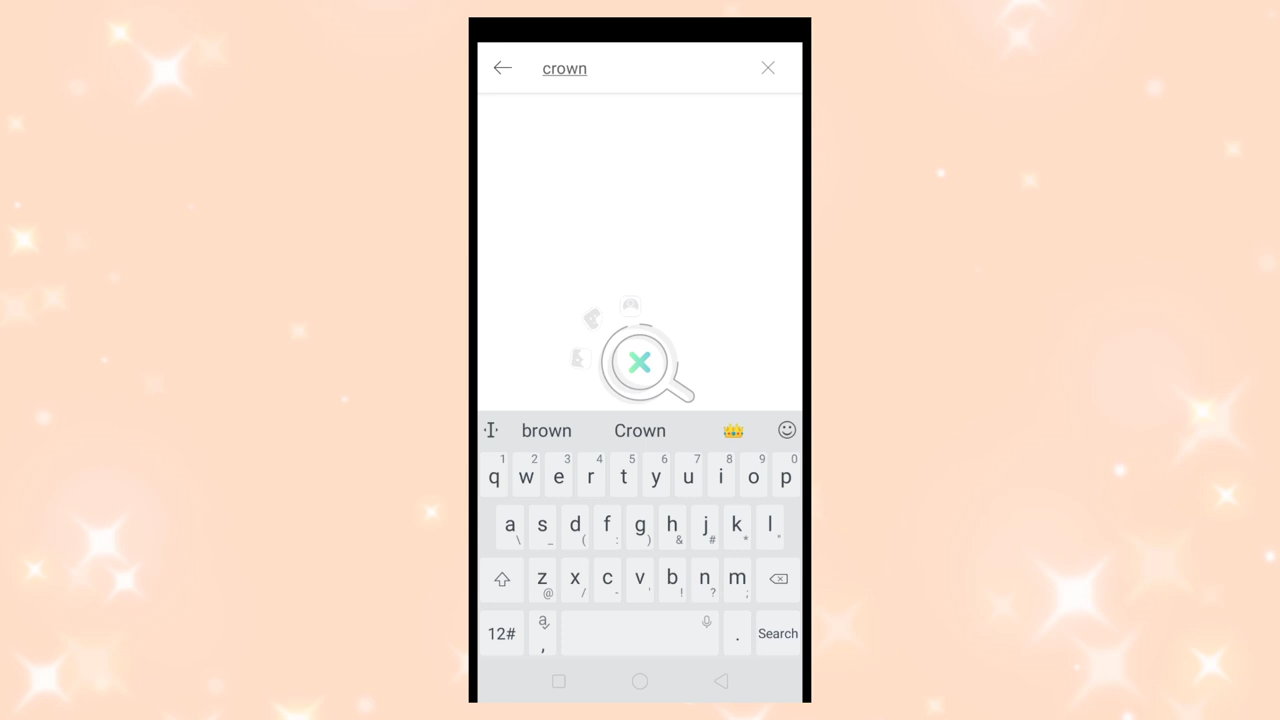 crown
brown Crown 👑
1 2 3 4 5 6 7 8 9 0
q w e r t y u i o p
a s d f g h j k l
\ _ ( : ) & # * "
z x c v b n m
@ / - ' ! ? ;
12# a , . Search